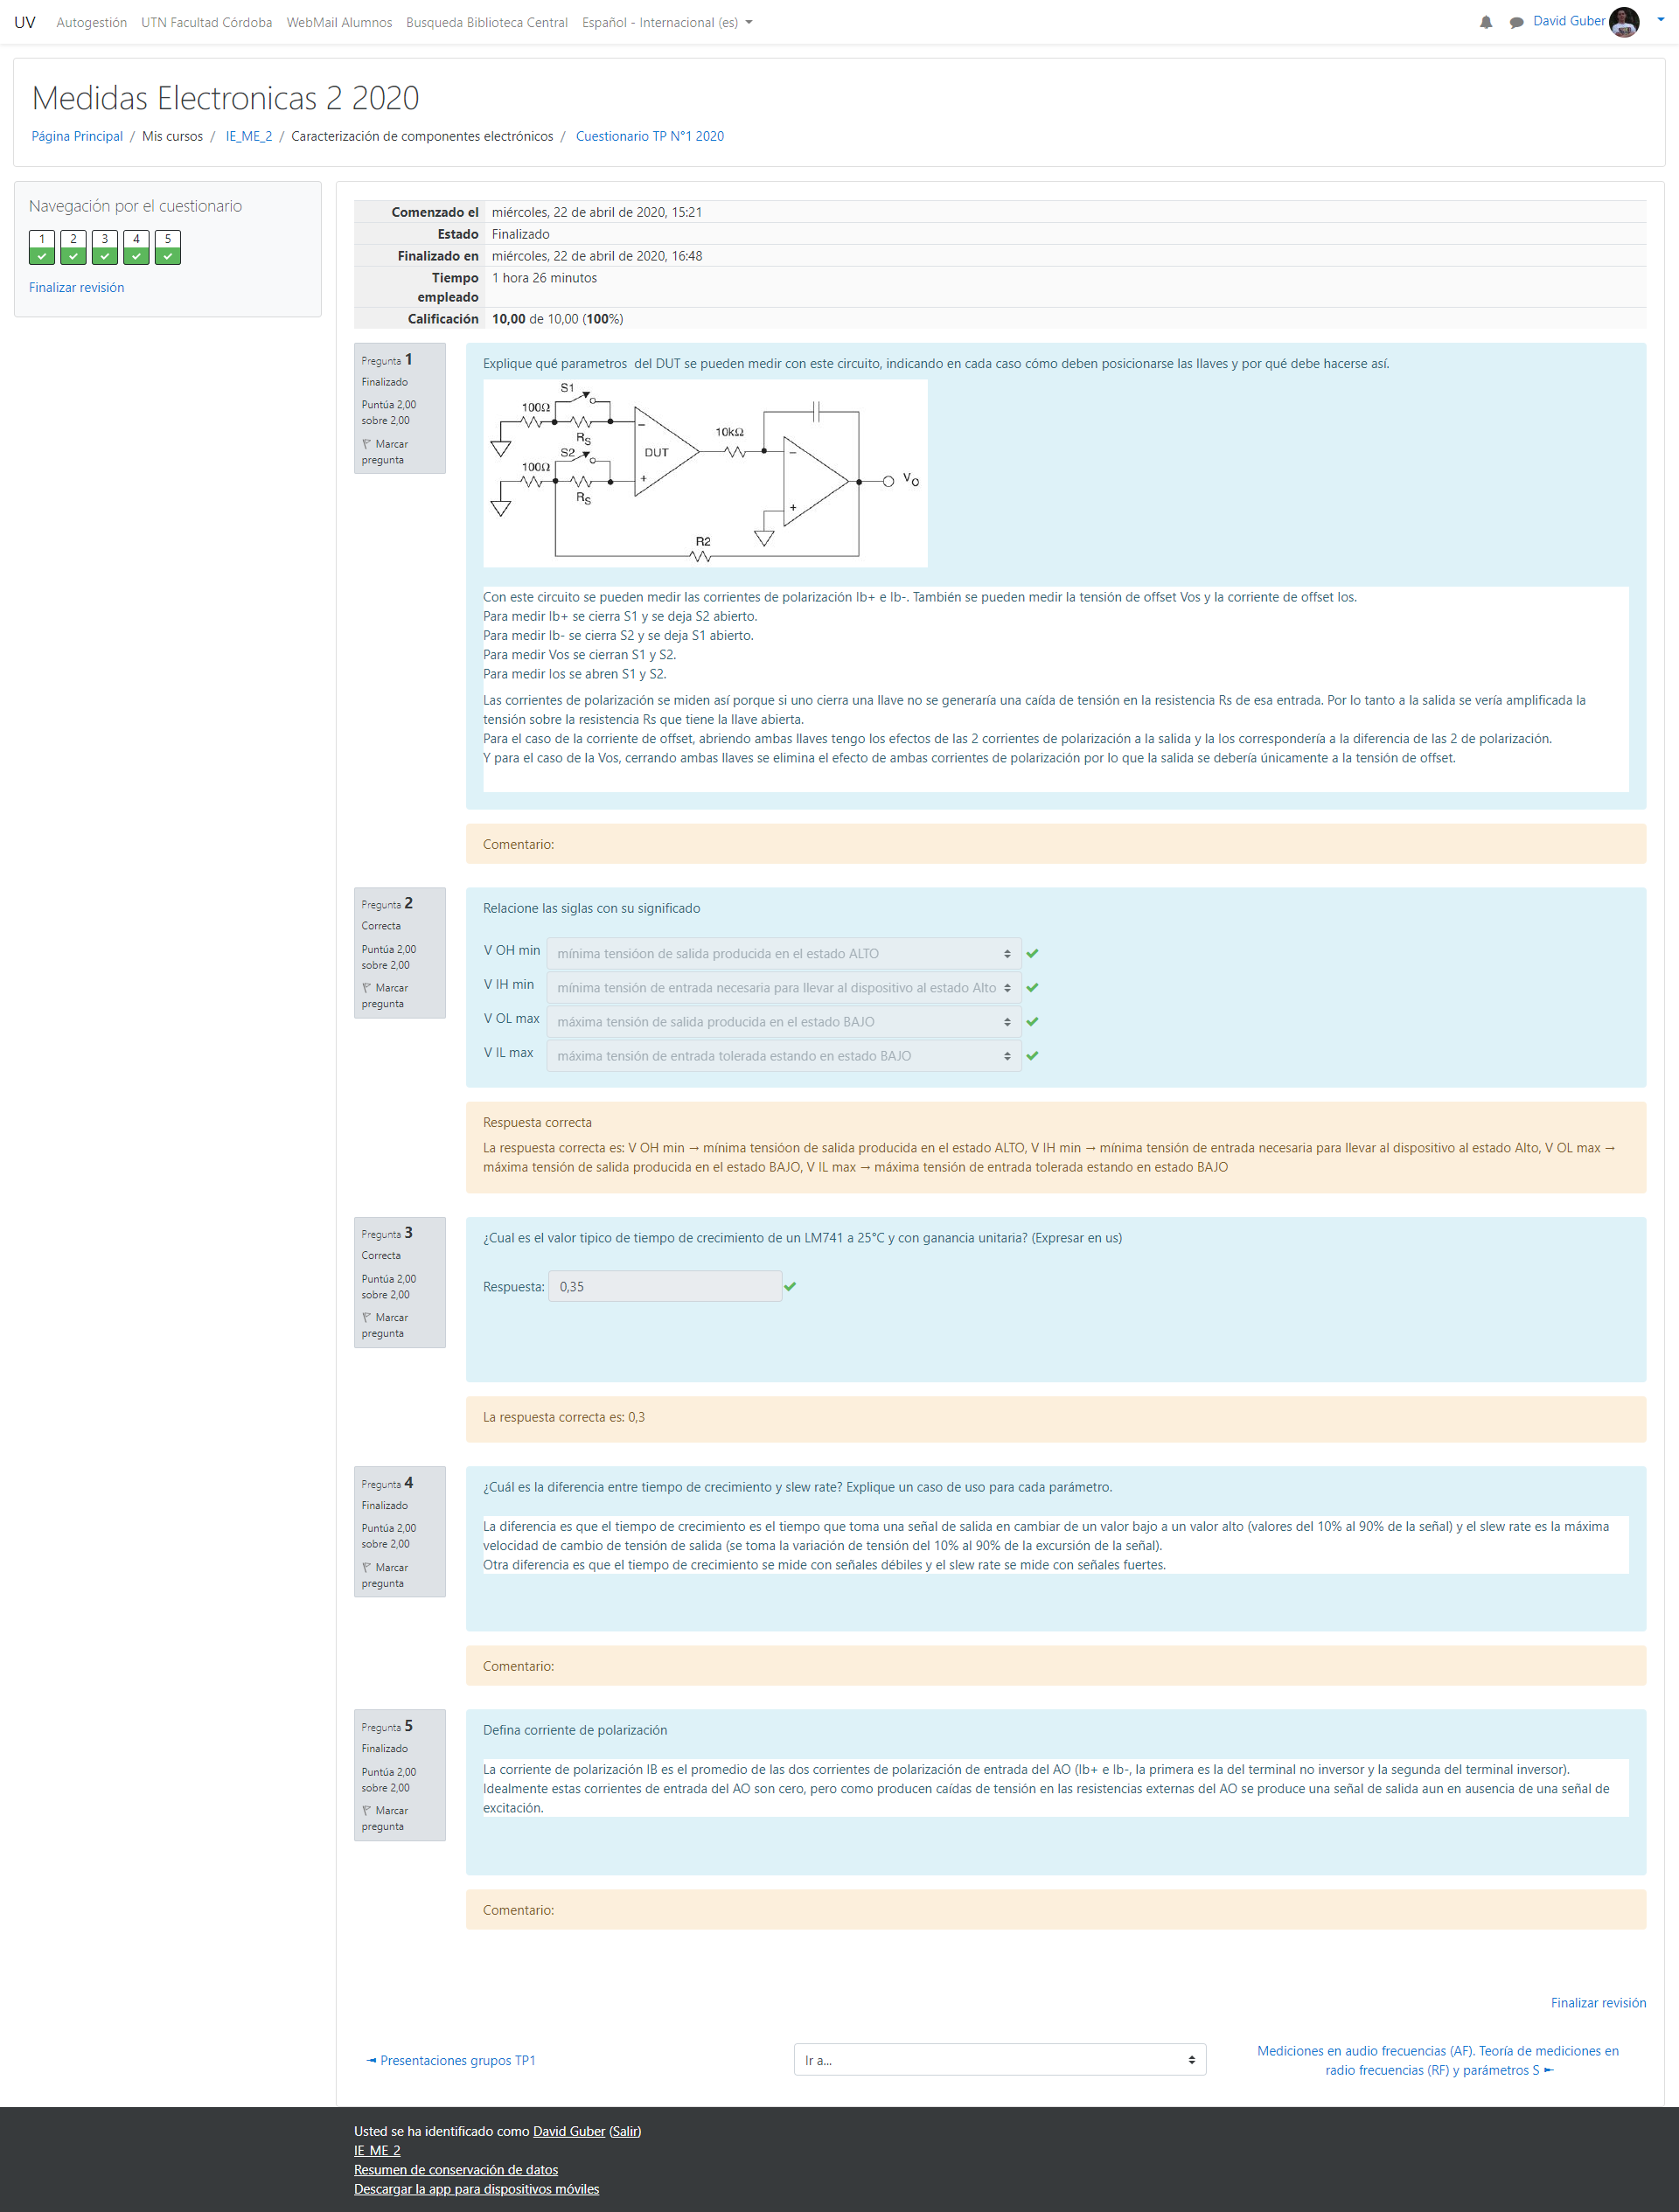 UV Autogestión UTN Facultad Córdoba WebMail Alumnos Busqueda Biblioteca Central Español - Internacional (es) David Guber
Medidas Electronicas 2 2020
Página Principal / Mis cursos / IE_ME_2 / Caracterización de componentes electrónicos / Cuestionario TP N°1 2020
Navegación por el cuestionario
1 2 3 4 5
Finalizar revisión
Comenzado el miércoles, 22 de abril de 2020, 15:21
Estado Finalizado
Finalizado en miércoles, 22 de abril de 2020, 16:48
Tiempo empleado 1 hora 26 minutos
Calificación 10,00 de 10,00 (100%)
Pregunta 1
Finalizado
Puntúa 2,00
sobre 2,00
Marcar
pregunta
Explique qué parametros del DUT se pueden medir con este circuito, indicando en cada caso cómo deben posicionarse las llaves y por qué debe hacerse así.
S1
100Ω
RS
S2
100Ω
RS
−
DUT
+
10kΩ
−
+
VO
R2
Con este circuito se pueden medir las corrientes de polarización Ib+ e Ib-. También se pueden medir la tensión de offset Vos y la corriente de offset Ios.
Para medir Ib+ se cierra S1 y se deja S2 abierto.
Para medir Ib- se cierra S2 y se deja S1 abierto.
Para medir Vos se cierran S1 y S2.
Para medir Ios se abren S1 y S2.
Las corrientes de polarización se miden así porque si uno cierra una llave no se generaría una caída de tensión en la resistencia Rs de esa entrada. Por lo tanto a la salida se vería amplificada la
tensión sobre la resistencia Rs que tiene la llave abierta.
Para el caso de la corriente de offset, abriendo ambas llaves tengo los efectos de las 2 corrientes de polarización a la salida y la Ios correspondería a la diferencia de las 2 de polarización.
Y para el caso de la Vos, cerrando ambas llaves se elimina el efecto de ambas corrientes de polarización por lo que la salida se debería únicamente a la tensión de offset.
Comentario:
Pregunta 2
Correcta
Puntúa 2,00
sobre 2,00
Marcar
pregunta
Relacione las siglas con su significado
V OH min mínima tensióon de salida producida en el estado ALTO
V IH min mínima tensión de entrada necesaria para llevar al dispositivo al estado Alto
V OL max máxima tensión de salida producida en el estado BAJO
V IL max máxima tensión de entrada tolerada estando en estado BAJO
Respuesta correcta
La respuesta correcta es: V OH min → mínima tensióon de salida producida en el estado ALTO, V IH min → mínima tensión de entrada necesaria para llevar al dispositivo al estado Alto, V OL max →
máxima tensión de salida producida en el estado BAJO, V IL max → máxima tensión de entrada tolerada estando en estado BAJO
Pregunta 3
Correcta
Puntúa 2,00
sobre 2,00
Marcar
pregunta
¿Cual es el valor tipico de tiempo de crecimiento de un LM741 a 25°C y con ganancia unitaria? (Expresar en us)
Respuesta: 0,35
La respuesta correcta es: 0,3
Pregunta 4
Finalizado
Puntúa 2,00
sobre 2,00
Marcar
pregunta
¿Cuál es la diferencia entre tiempo de crecimiento y slew rate? Explique un caso de uso para cada parámetro.
La diferencia es que el tiempo de crecimiento es el tiempo que toma una señal de salida en cambiar de un valor bajo a un valor alto (valores del 10% al 90% de la señal) y el slew rate es la máxima
velocidad de cambio de tensión de salida (se toma la variación de tensión del 10% al 90% de la excursión de la señal).
Otra diferencia es que el tiempo de crecimiento se mide con señales débiles y el slew rate se mide con señales fuertes.
Comentario:
Pregunta 5
Finalizado
Puntúa 2,00
sobre 2,00
Marcar
pregunta
Defina corriente de polarización
La corriente de polarización IB es el promedio de las dos corrientes de polarización de entrada del AO (Ib+ e Ib-, la primera es la del terminal no inversor y la segunda del terminal inversor).
Idealmente estas corrientes de entrada del AO son cero, pero como producen caídas de tensión en las resistencias externas del AO se produce una señal de salida aun en ausencia de una señal de
excitación.
Comentario:
Finalizar revisión
◄ Presentaciones grupos TP1
Ir a...
Mediciones en audio frecuencias (AF). Teoría de mediciones en
radio frecuencias (RF) y parámetros S ►
Usted se ha identificado como David Guber (Salir)
IE_ME_2
Resumen de conservación de datos
Descargar la app para dispositivos móviles